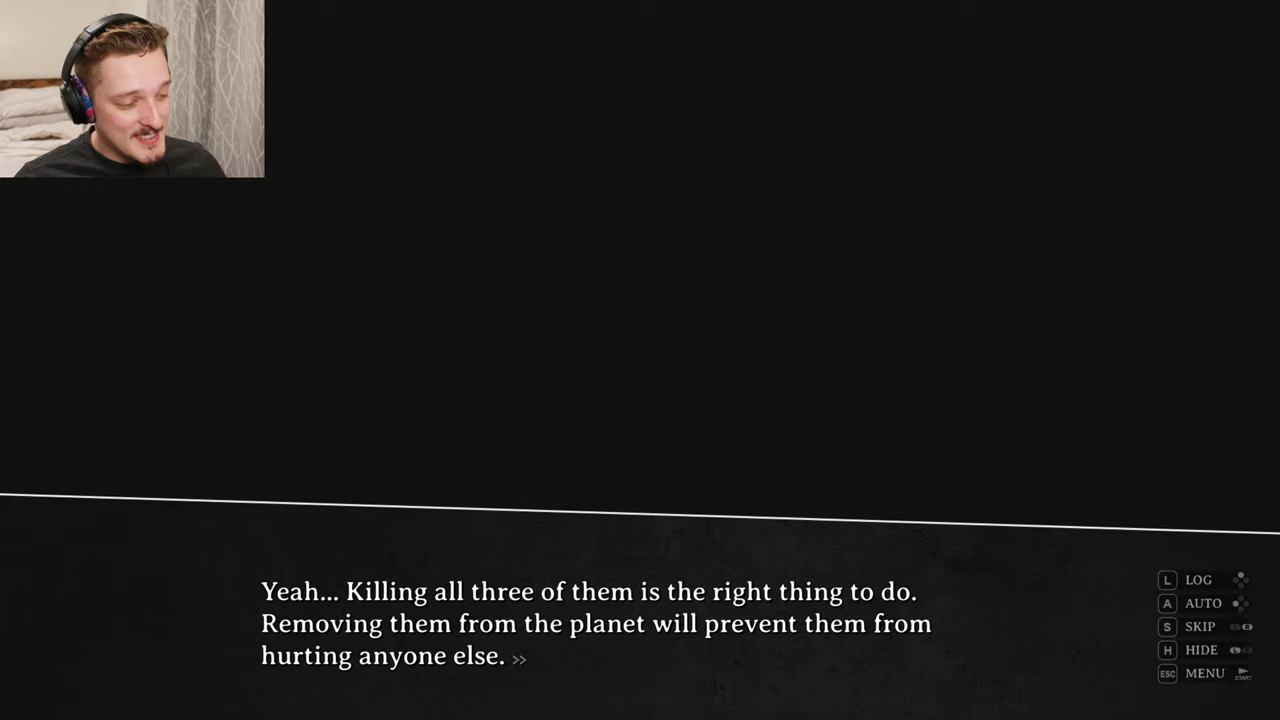 Yeah... Killing all three of them is the right thing to do.
Removing them from the planet will prevent them from
hurting anyone else. »
L LOG
A AUTO
S SKIP
H HIDE
ESC MENU START